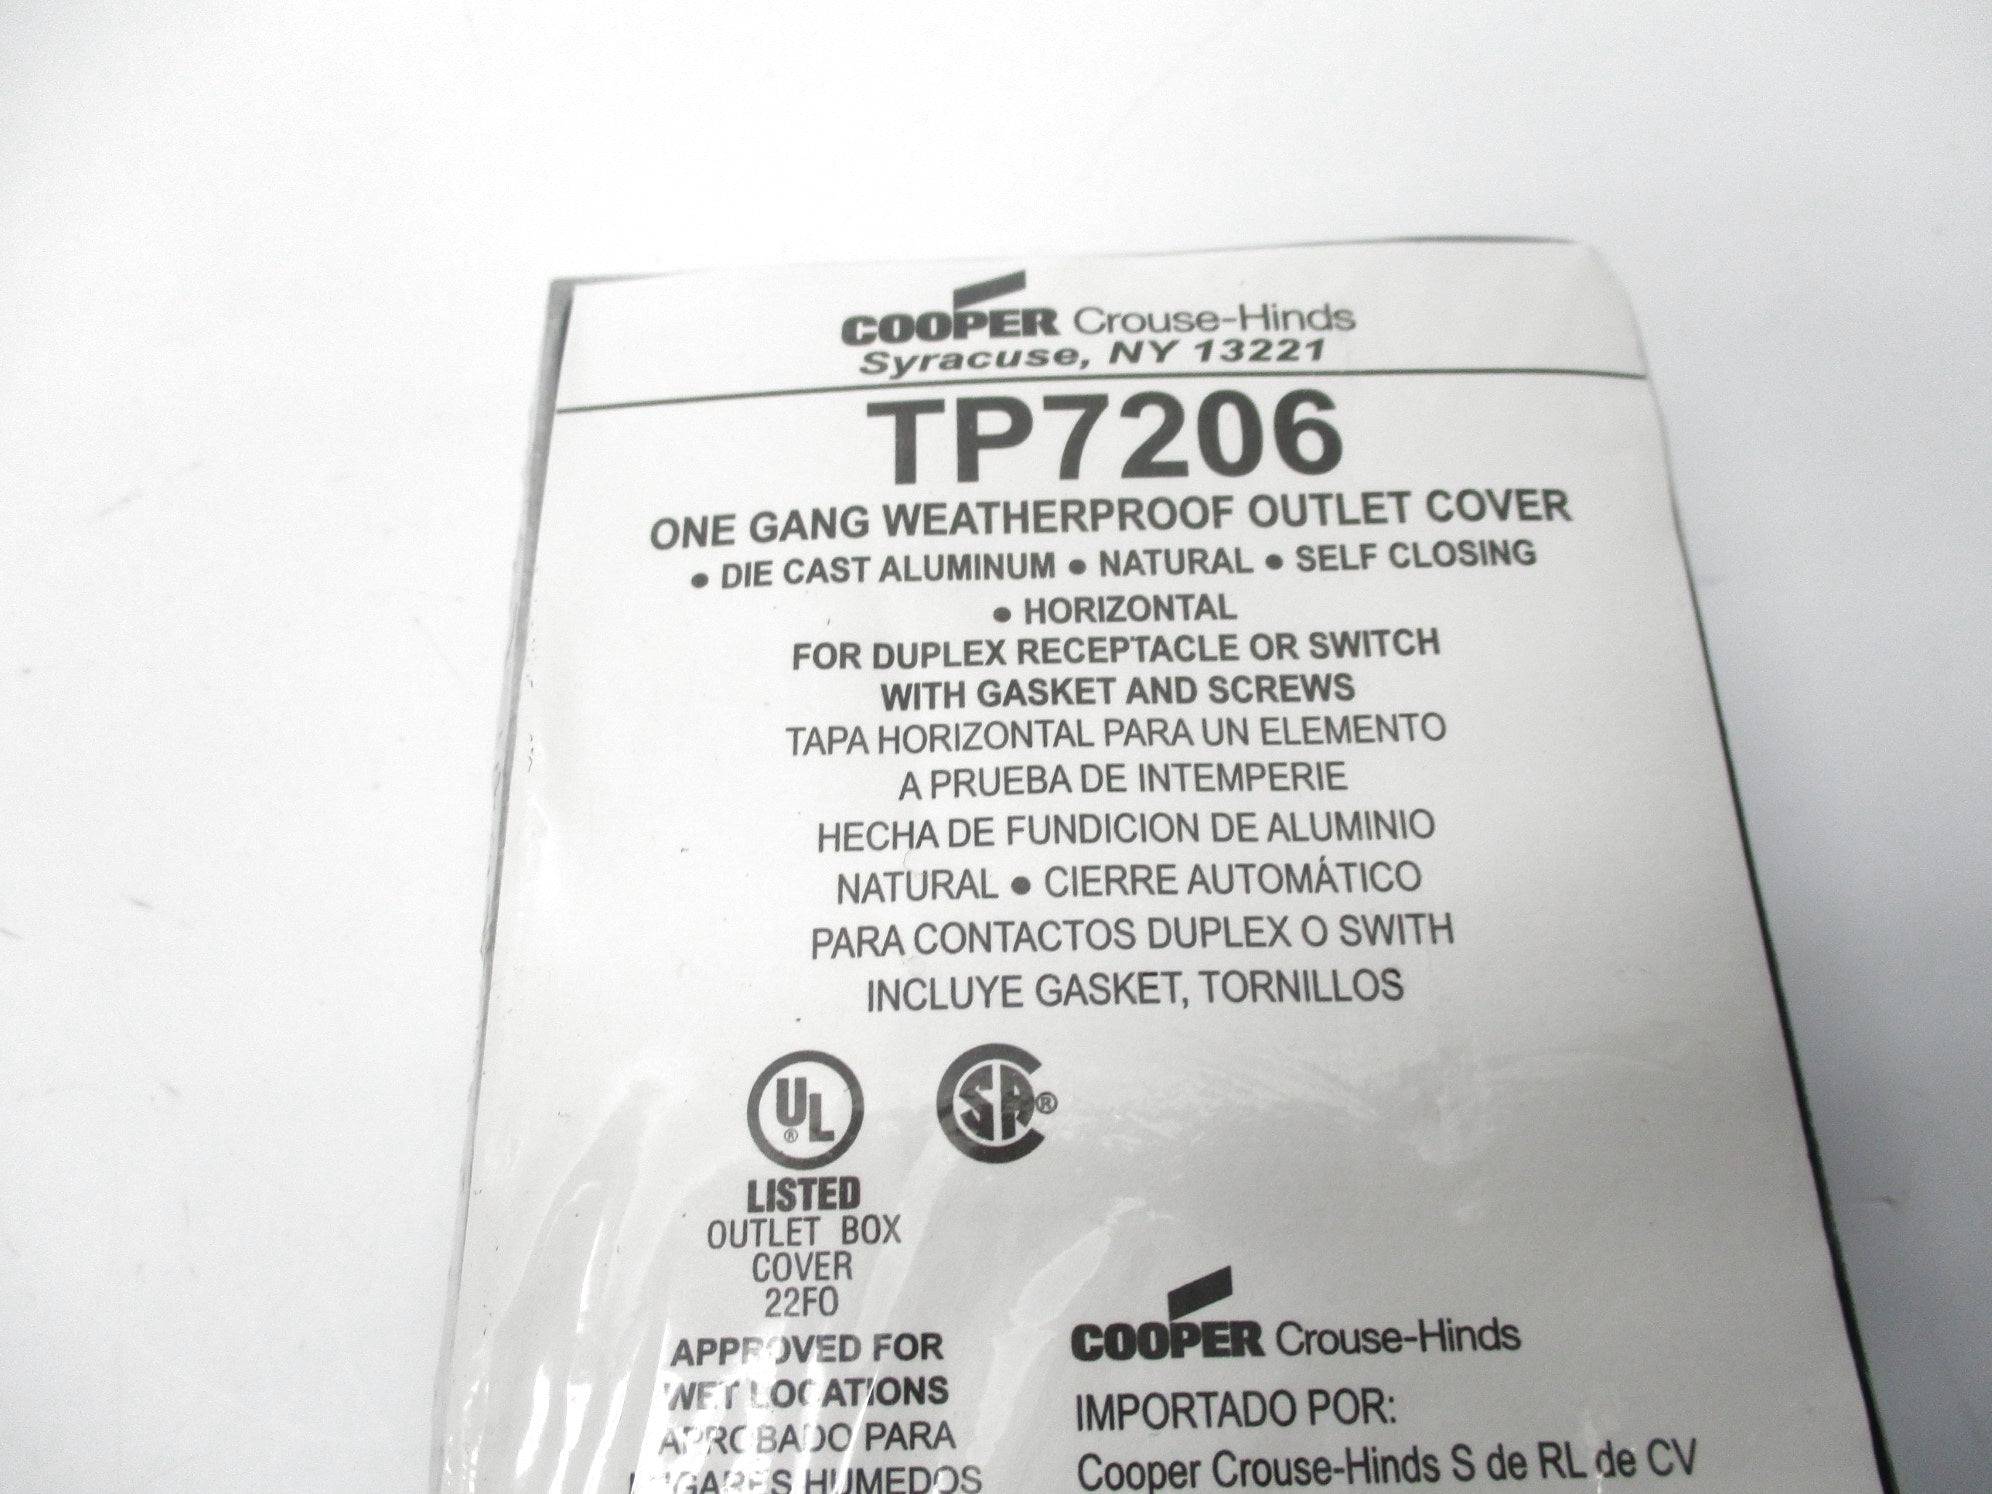 COOPER Crouse-Hinds
Syracuse, NY 13221
TP7206
ONE GANG WEATHERPROOF OUTLET COVER
• DIE CAST ALUMINUM • NATURAL • SELF CLOSING
• HORIZONTAL
FOR DUPLEX RECEPTACLE OR SWITCH
WITH GASKET AND SCREWS
TAPA HORIZONTAL PARA UN ELEMENTO
A PRUEBA DE INTEMPERIE
HECHA DE FUNDICION DE ALUMINIO
NATURAL • CIERRE AUTOMÁTICO
PARA CONTACTOS DUPLEX O SWITH
INCLUYE GASKET, TORNILLOS
UL ®
LISTED
OUTLET BOX
COVER
22FO
APPROVED FOR
WET LOCATIONS
APROBADO PARA
LUGARES HUMEDOS
SA ®
COOPER Crouse-Hinds
IMPORTADO POR:
Cooper Crouse-Hinds S de RL de CV